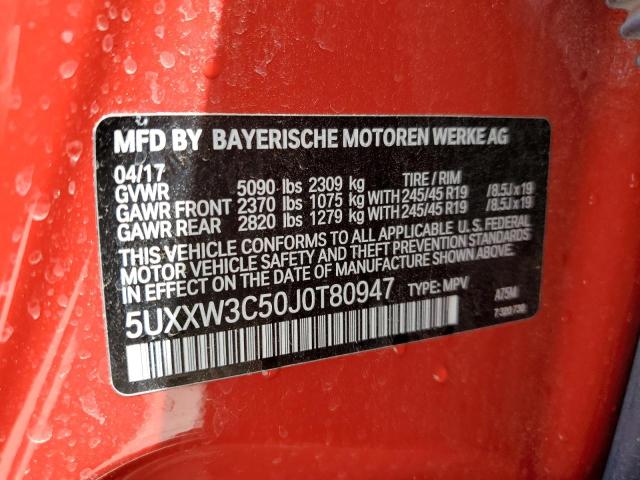 MFD BY BAYERISCHE MOTOREN WERKE AG
04/17 TIRE / RIM
GVWR 5090 lbs 2309 kg
GAWR FRONT 2370 lbs 1075 kg WITH 245/45 R19 /8.5J x 19
GAWR REAR 2820 lbs 1279 kg WITH 245/45 R19 /8.5J x 19
THIS VEHICLE CONFORMS TO ALL APPLICABLE U. S. FEDERAL
MOTOR VEHICLE SAFETY AND THEFT PREVENTION STANDARDS
IN EFFECT ON THE DATE OF MANUFACTURE SHOWN ABOVE.
5UXXW3C50J0T80947 TYPE: MPV A75M
7 320 730